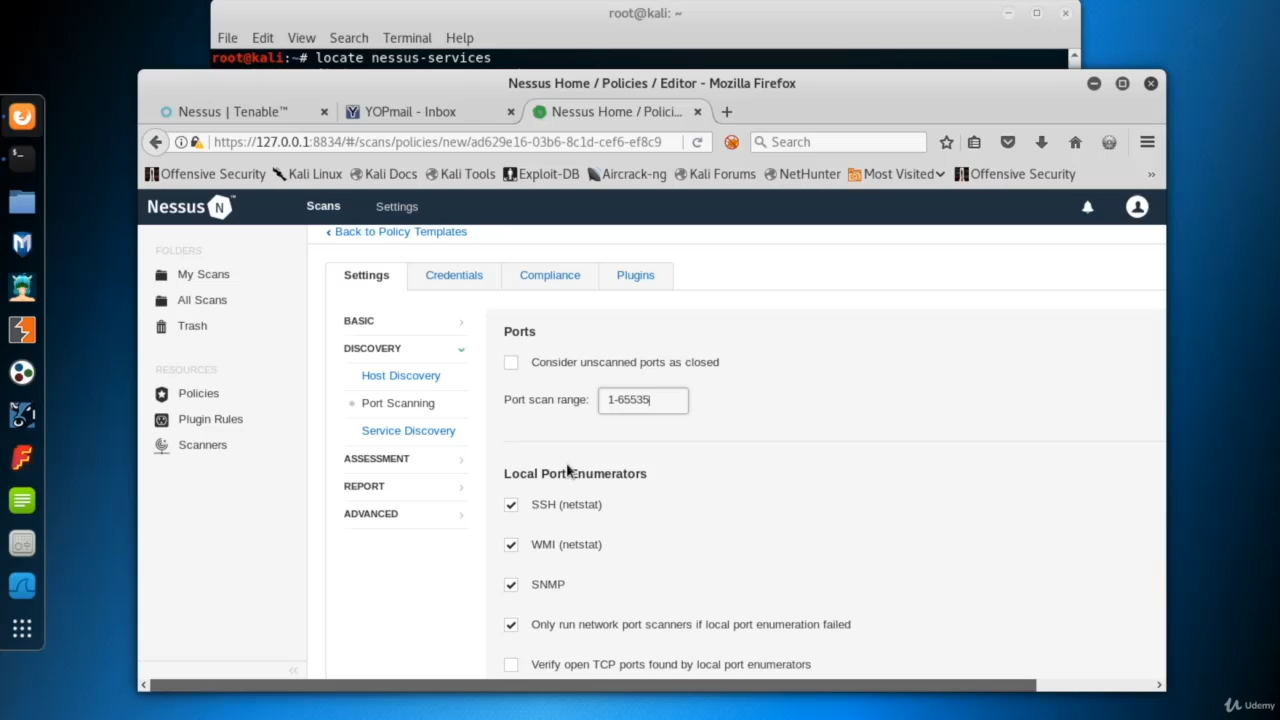 root@kali: ~
File Edit View Search Terminal Help
root@kali:~# locate nessus-services
Nessus Home / Policies / Editor - Mozilla Firefox
Nessus | Tenable™ YOPmail - Inbox Nessus Home / Polici...
https://127.0.0.1:8834/#/scans/policies/new/ad629e16-03b6-8c1d-cef6-ef8c9 Search
Offensive Security Kali Linux Kali Docs Kali Tools Exploit-DB Aircrack-ng Kali Forums NetHunter Most Visited Offensive Security »
Nessus N Scans Settings
Back to Policy Templates
FOLDERS
My Scans
All Scans
Trash
RESOURCES
Policies
Plugin Rules
Scanners
Settings Credentials Compliance Plugins
BASIC
DISCOVERY
Host Discovery
Port Scanning
Service Discovery
ASSESSMENT
REPORT
ADVANCED
Ports
Consider unscanned ports as closed
Port scan range: 1-65535
Local Port Enumerators
SSH (netstat)
WMI (netstat)
SNMP
Only run network port scanners if local port enumeration failed
Verify open TCP ports found by local port enumerators
Udemy